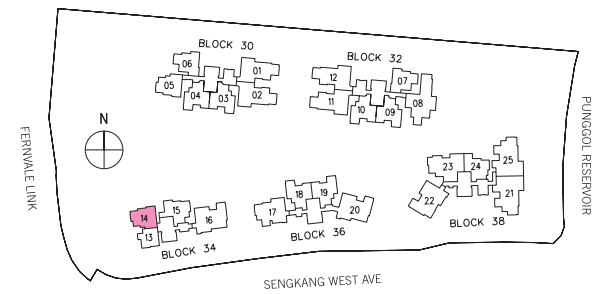 BLOCK 30
BLOCK 32
06
01
05
04
03
02
12
07
11
10
09
08
N
FERNVALE LINK
PUNGGOL RESERVOIR
23
24
25
22
21
BLOCK 38
18
19
17
20
BLOCK 36
14
15
16
13
BLOCK 34
SENGKANG WEST AVE